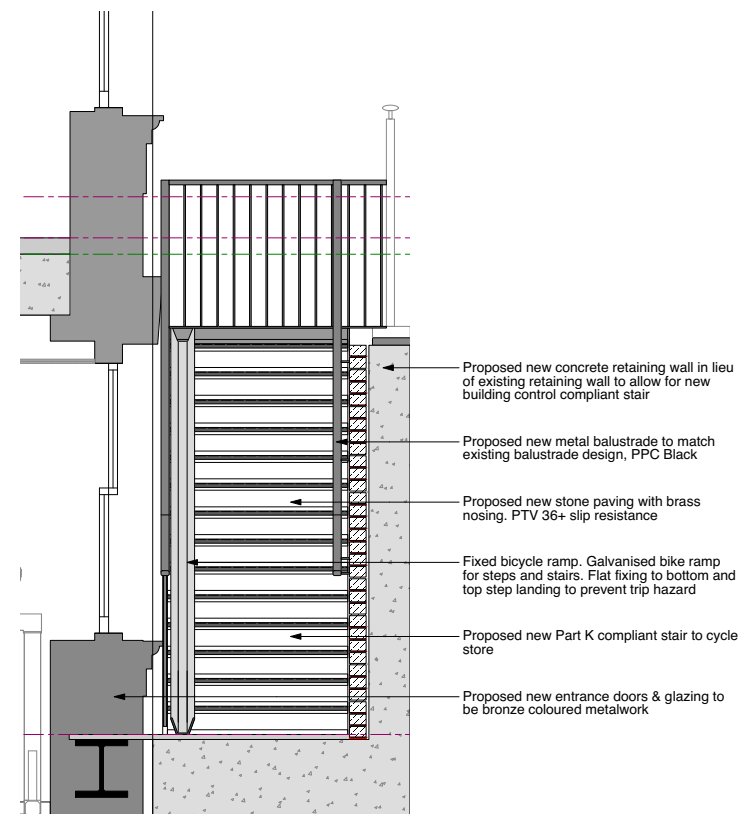 Proposed new concrete retaining wall in lieu
of existing retaining wall to allow for new
building control compliant stair
Proposed new metal balustrade to match
existing balustrade design, PPC Black
Proposed new stone paving with brass
nosing. PTV 36+ slip resistance
Fixed bicycle ramp. Galvanised bike ramp
for steps and stairs. Flat fixing to bottom and
top step landing to prevent trip hazard
Proposed new Part K compliant stair to cycle
store
Proposed new entrance doors & glazing to
be bronze coloured metalwork